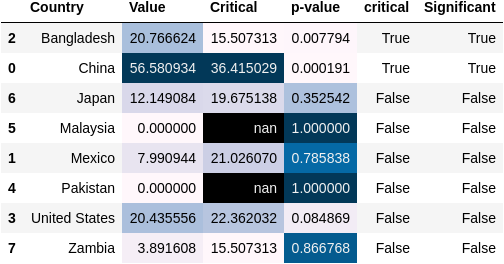 Country Value Critical p-value critical Significant
2 Bangladesh 20.766624 15.507313 0.007794 True True
0 China 56.580934 36.415029 0.000191 True True
6 Japan 12.149084 19.675138 0.352542 False False
5 Malaysia 0.000000 nan 1.000000 False False
1 Mexico 7.990944 21.026070 0.785838 False False
4 Pakistan 0.000000 nan 1.000000 False False
3 United States 20.435556 22.362032 0.084869 False False
7 Zambia 3.891608 15.507313 0.866768 False False